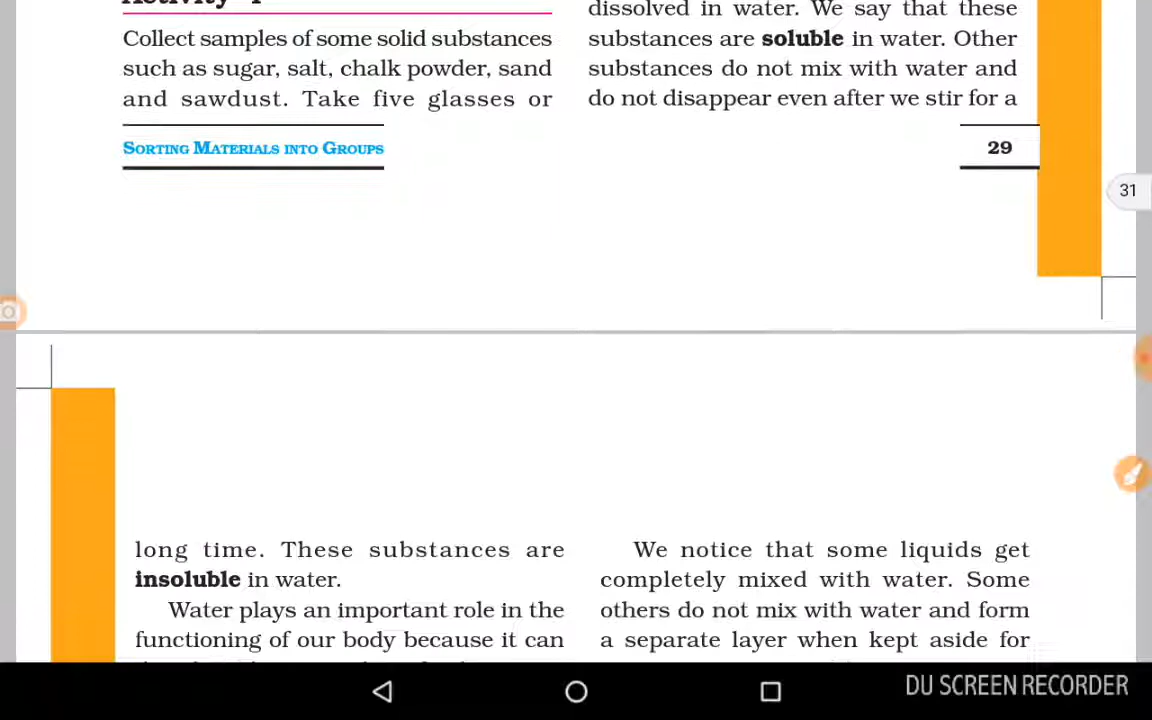 Collect samples of some solid substances
such as sugar, salt, chalk powder, sand
and sawdust. Take five glasses or
dissolved in water. We say that these
substances are soluble in water. Other
substances do not mix with water and
do not disappear even after we stir for a
SORTING MATERIALS INTO GROUPS
29
31
long time. These substances are
insoluble in water.
Water plays an important role in the
functioning of our body because it can
We notice that some liquids get
completely mixed with water. Some
others do not mix with water and form
a separate layer when kept aside for
DU SCREEN RECORDER